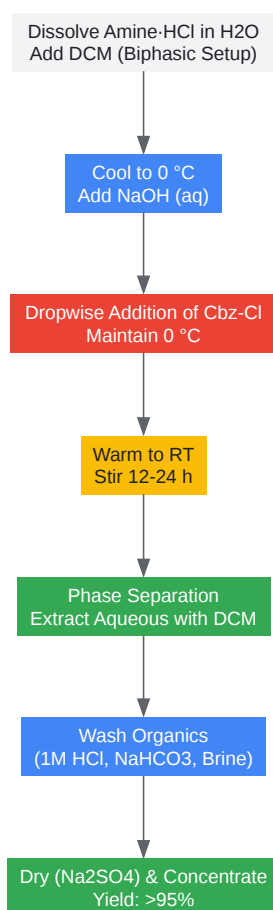 Dissolve Amine·HCl in H2O
Add DCM (Biphasic Setup)
Cool to 0 °C
Add NaOH (aq)
Dropwise Addition of Cbz-Cl
Maintain 0 °C
Warm to RT
Stir 12-24 h
Phase Separation
Extract Aqueous with DCM
Wash Organics
(1M HCl, NaHCO3, Brine)
Dry (Na2SO4) & Concentrate
Yield: >95%